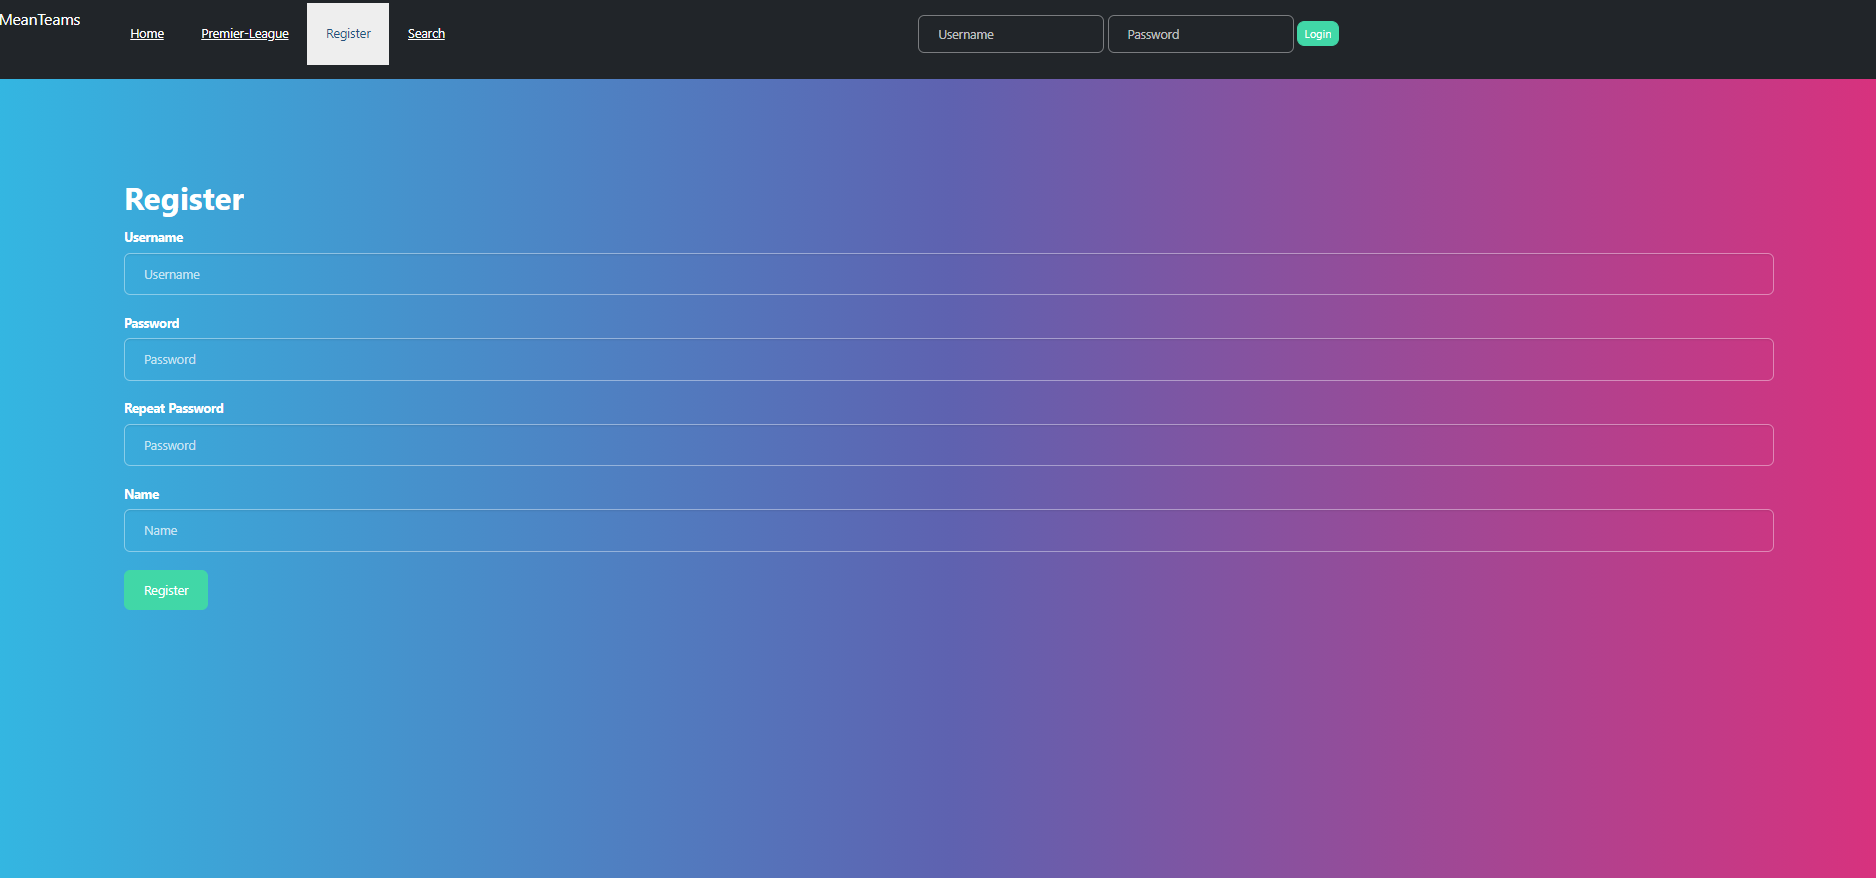 MeanTeams
Home Premier-League Register Search Username Password Login
Register
Username
Username
Password
Password
Repeat Password
Password
Name
Name
Register